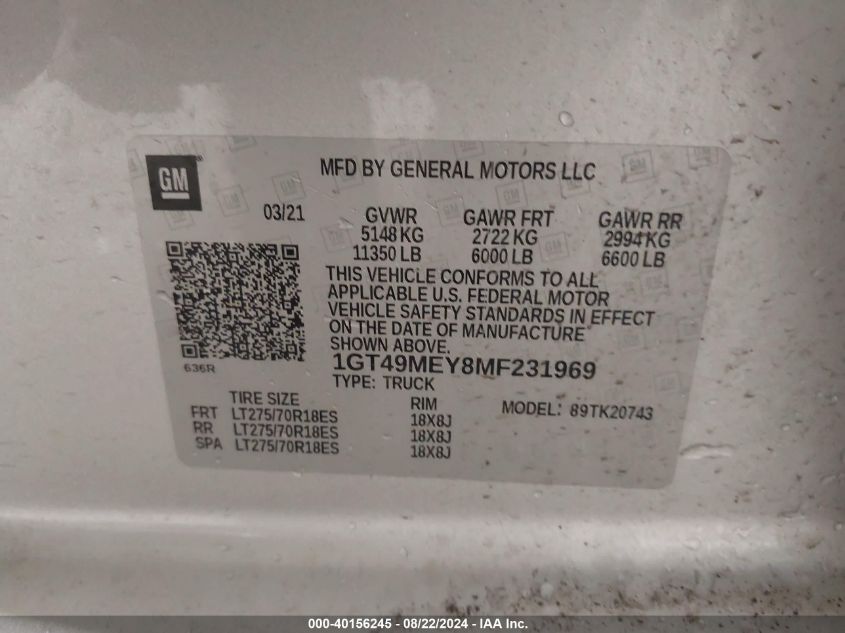 GM
MFD BY GENERAL MOTORS LLC
03/21 GVWR GAWR FRT GAWR RR
5148 KG 2722 KG 2994 KG
11350 LB 6000 LB 6600 LB
THIS VEHICLE CONFORMS TO ALL
APPLICABLE U.S. FEDERAL MOTOR
VEHICLE SAFETY STANDARDS IN EFFECT
ON THE DATE OF MANUFACTURE
SHOWN ABOVE.
636R 1GT49MEY8MF231969
TYPE: TRUCK
TIRE SIZE RIM MODEL: 89TK20743
FRT LT275/70R18ES 18X8J
RR LT275/70R18ES 18X8J
SPA LT275/70R18ES 18X8J
000-40156245 - 08/22/2024 - IAA Inc.